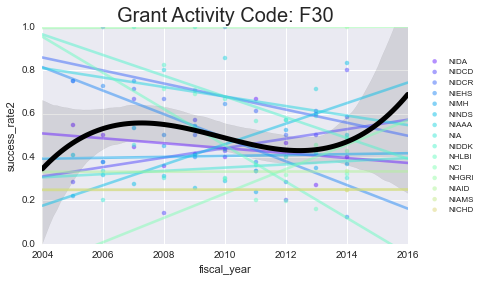 Grant Activity Code: F30
success_rate2
1.0
0.8
0.6
0.4
0.2
0.0
2004
2006
2008
2010
2012
2014
2016
fiscal_year
NIDA
NIDCD
NIDCR
NIEHS
NIMH
NINDS
NIAAA
NIA
NIDDK
NHLBI
NCI
NHGRI
NIAID
NIAMS
NICHD